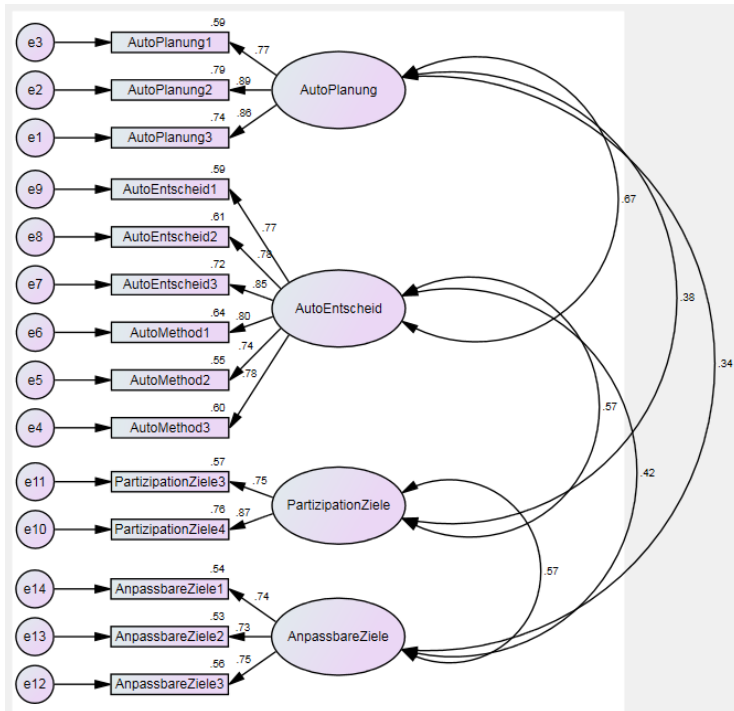 .59
e3 AutoPlanung1 .77
.79
e2 AutoPlanung2 .89 AutoPlanung
.74
e1 AutoPlanung3 .86
.59
e9 AutoEntscheid1 .67
.61
e8 AutoEntscheid2 .77
.72 .78
e7 AutoEntscheid3 .85
.64 AutoEntscheid .38
e6 AutoMethod1 .80
.55 .74
e5 AutoMethod2 .78 .34
.60
e4 AutoMethod3 .57
.57
e11 PartizipationZiele3 .75 .42
.76 PartizipationZiele
e10 PartizipationZiele4 .87
.54
e14 AnpassbareZiele1 .74 .57
.53
e13 AnpassbareZiele2 .73 AnpassbareZiele
.56
e12 AnpassbareZiele3 .75